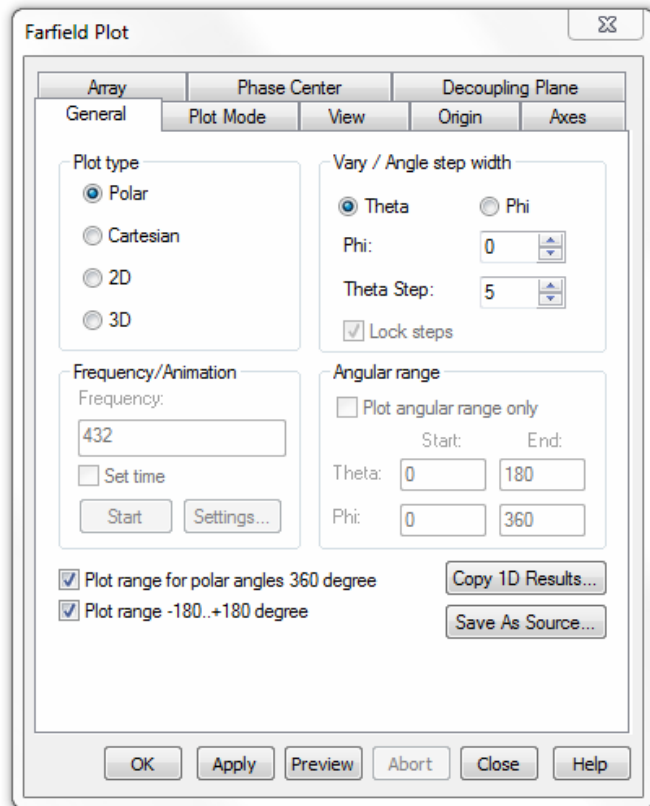 Farfield Plot
Array Phase Center Decoupling Plane
General Plot Mode View Origin Axes
Plot type
Polar
Cartesian
2D
3D
Vary / Angle step width
Theta Phi
Phi: 0
Theta Step: 5
Lock steps
Frequency/Animation
Frequency:
432
Set time
Start Settings...
Angular range
Plot angular range only
Start: End:
Theta: 0 180
Phi: 0 360
Plot range for polar angles 360 degree
Plot range -180..+180 degree
Copy 1D Results...
Save As Source...
OK Apply Preview Abort Close Help